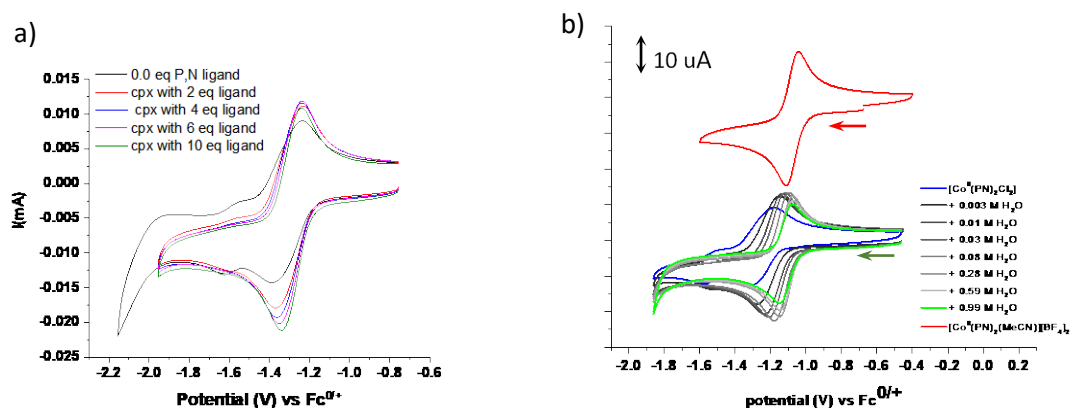 a)
0.015
0.010
0.005
0.000
-0.005
-0.010
-0.015
-0.020
-0.025
I(mA)
0.0 eq P,N ligand
cpx with 2 eq ligand
cpx with 4 eq ligand
cpx with 6 eq ligand
cpx with 10 eq ligand
-2.2 -2.0 -1.8 -1.6 -1.4 -1.2 -1.0 -0.8 -0.6
Potential (V) vs Fc⁰/⁺
b)
10 uA
[Coᴵᴵ(PN)₂Cl₂]
+ 0.003 M H₂O
+ 0.01 M H₂O
+ 0.03 M H₂O
+ 0.08 M H₂O
+ 0.28 M H₂O
+ 0.59 M H₂O
+ 0.99 M H₂O
[Coᴵᴵ(PN)₂(MeCN)][BF₄]₂
-2.0 -1.8 -1.6 -1.4 -1.2 -1.0 -0.8 -0.6 -0.4 -0.2 0.0 0.2
potential (V) vs Fc⁰/⁺